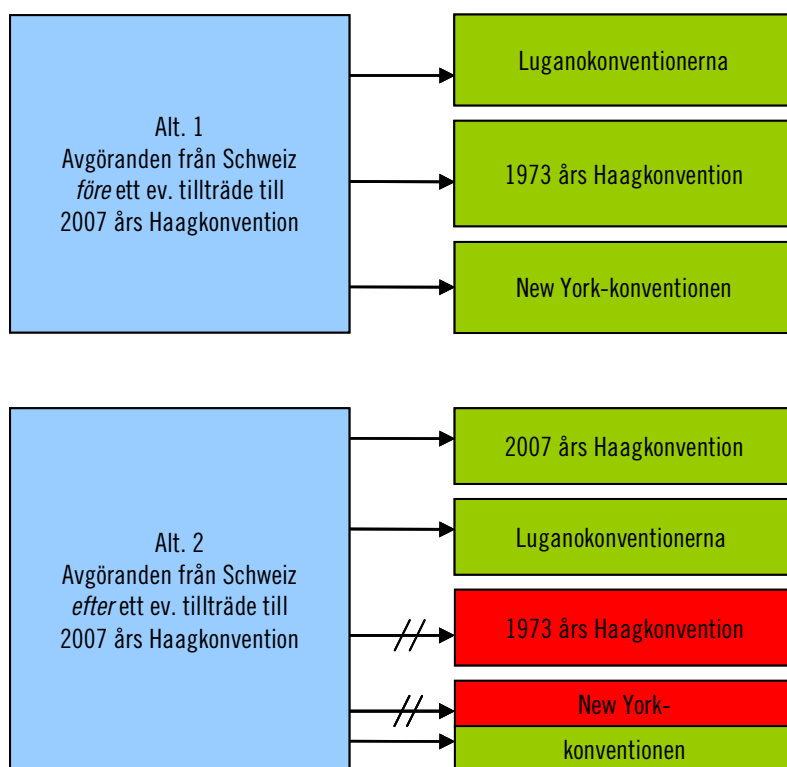 Alt. 1
Avgöranden från Schweiz
före ett ev. tillträde till
2007 års Haagkonvention
Luganokonventionerna
1973 års Haagkonvention
New York-konventionen
Alt. 2
Avgöranden från Schweiz
efter ett ev. tillträde till
2007 års Haagkonvention
2007 års Haagkonvention
Luganokonventionerna
1973 års Haagkonvention
New York-
konventionen